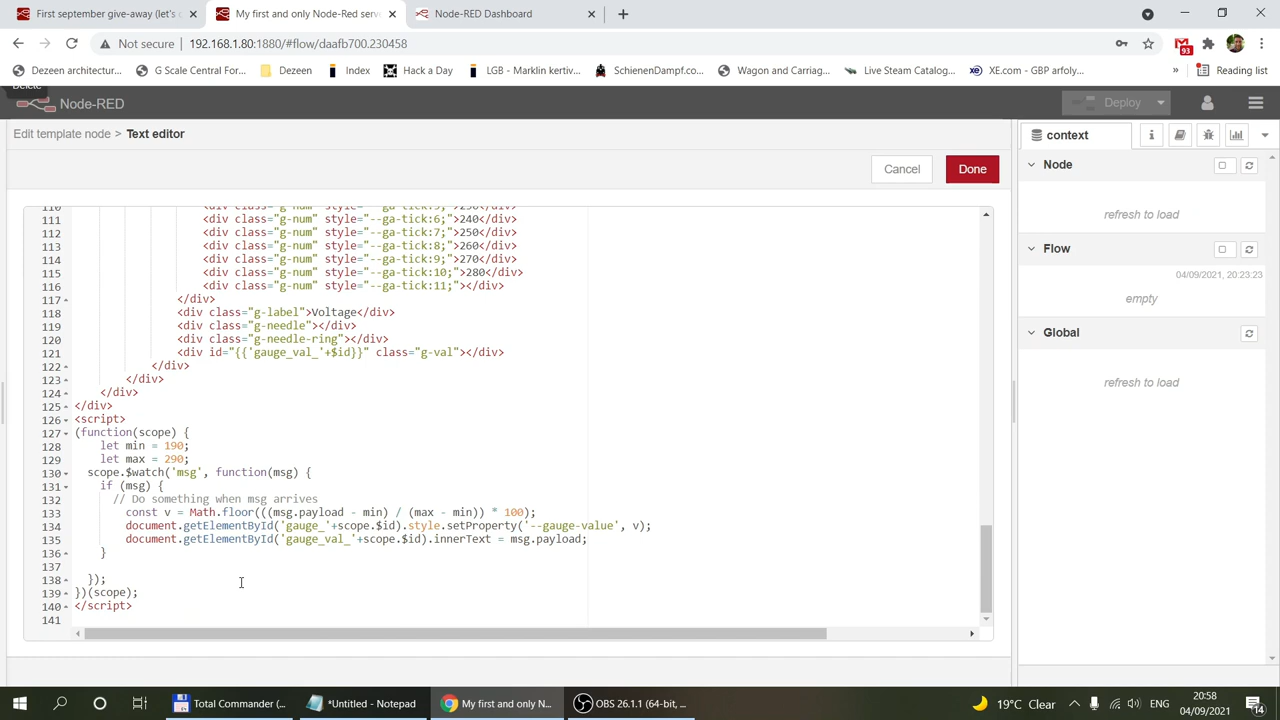 First september give-away (let's
My first and only Node-Red serv
Node-RED Dashboard
Not secure 192.168.1.80:1880/#flow/daafb700.230458
93
Dezeen architectur... G Scale Central For... Dezeen Index Hack a Day LGB - Marklin kertiv... SchienenDampf.co... Wagon and Carriag... Live Steam Catalog... XE.com - GBP árfoly... » Reading list
Node-RED Deploy
Edit template node > Text editor
context
Cancel Done
Node
refresh to load
Flow
04/09/2021, 20:23:23
empty
Global
refresh to load
111 <div class="g-num" style="--ga-tick:6;">240</div>
112 <div class="g-num" style="--ga-tick:7;">250</div>
113 <div class="g-num" style="--ga-tick:8;">260</div>
114 <div class="g-num" style="--ga-tick:9;">270</div>
115 <div class="g-num" style="--ga-tick:10;">280</div>
116 <div class="g-num" style="--ga-tick:11;"></div>
117 </div>
118 <div class="g-label">Voltage</div>
119 <div class="g-needle"></div>
120 <div class="g-needle-ring"></div>
121 <div id="{{'gauge_val_'+$id}}" class="g-val"></div>
122 </div>
123 </div>
124 </div>
125 </div>
126 <script>
127 (function(scope) {
128 let min = 190;
129 let max = 290;
130 scope.$watch('msg', function(msg) {
131 if (msg) {
132 // Do something when msg arrives
133 const v = Math.floor(((msg.payload - min) / (max - min)) * 100);
134 document.getElementById('gauge_'+scope.$id).style.setProperty('--gauge-value', v);
135 document.getElementById('gauge_val_'+scope.$id).innerText = msg.payload;
136 }
137
138 });
139 })(scope);
140 </script>
141
Total Commander (... *Untitled - Notepad My first and only N... OBS 26.1.1 (64-bit, ... 19°C Clear 20:58
04/09/2021
14